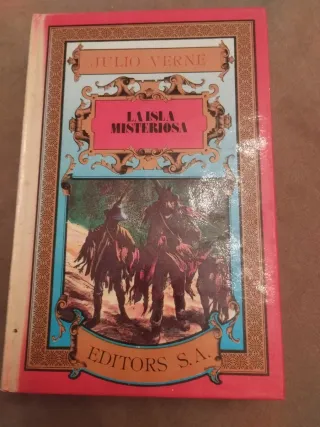 JULIO VERNE
LA ISLA
MISTERIOSA
EDITORS S.A.